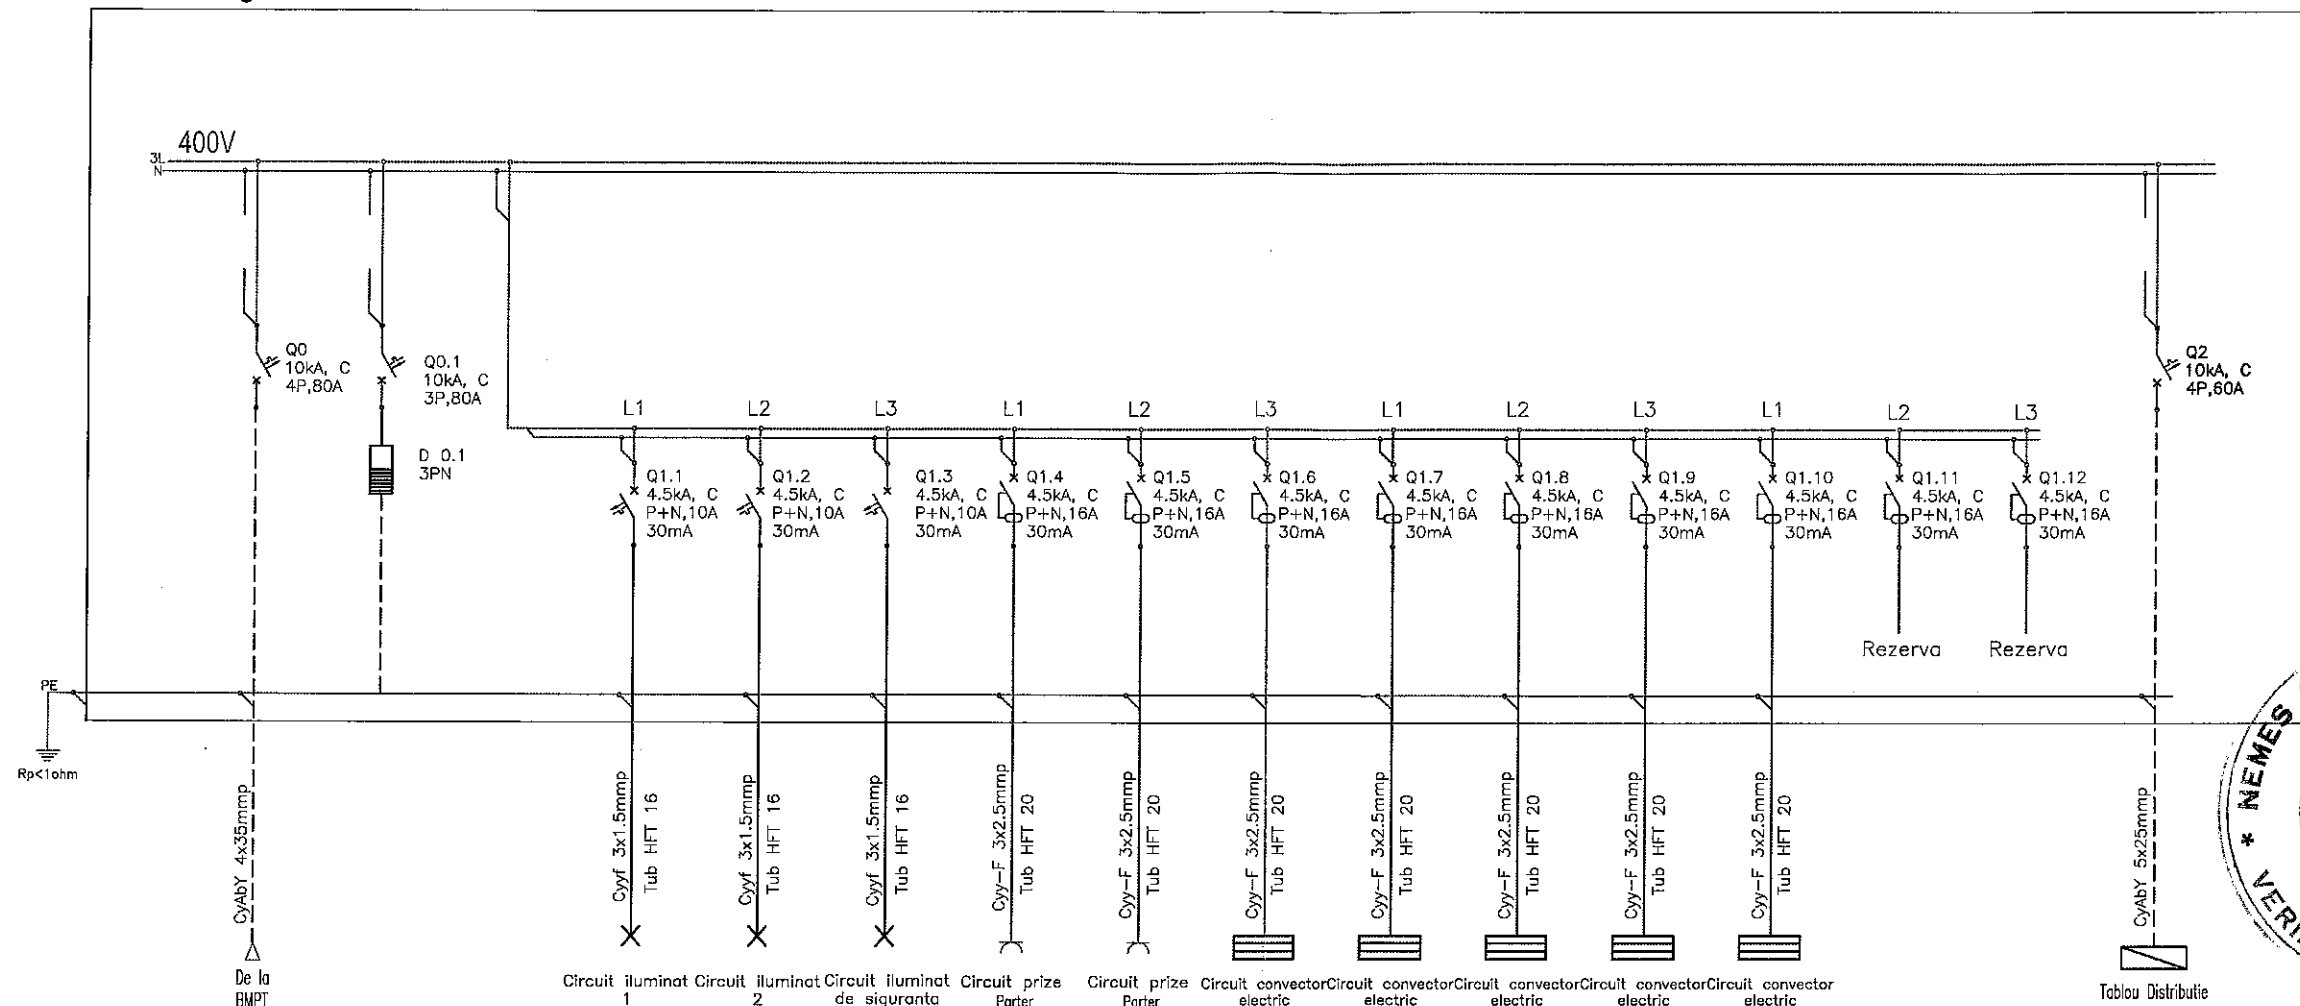 400V
3L
N
Q0
10kA, C
4P,80A
Q0.1
10kA, C
3P,80A
D 0.1
3PN
Q2
10kA, C
4P,60A
L1
L2
L3
L1
L2
L3
L1
L2
L3
L1
L2
L3
Q1.1
4.5kA, C
P+N,10A
30mA
Q1.2
4.5kA, C
P+N,10A
30mA
Q1.3
4.5kA, C
P+N,10A
30mA
Q1.4
4.5kA, C
P+N,16A
30mA
Q1.5
4.5kA, C
P+N,16A
30mA
Q1.6
4.5kA, C
P+N,16A
30mA
Q1.7
4.5kA, C
P+N,16A
30mA
Q1.8
4.5kA, C
P+N,16A
30mA
Q1.9
4.5kA, C
P+N,16A
30mA
Q1.10
4.5kA, C
P+N,16A
30mA
Q1.11
4.5kA, C
P+N,16A
30mA
Q1.12
4.5kA, C
P+N,16A
30mA
Rezerva
Rezerva
PE
Rp<1ohm
CyAbY 4x35mmp
Cyyf 3x1.5mmp
Tub HFT 16
Cyyf 3x1.5mmp
Tub HFT 16
Cyyf 3x1.5mmp
Tub HFT 16
Cyy-F 3x2.5mmp
Tub HFT 20
Cyy-F 3x2.5mmp
Tub HFT 20
Cyy-F 3x2.5mmp
Tub HFT 20
Cyy-F 3x2.5mmp
Tub HFT 20
Cyy-F 3x2.5mmp
Tub HFT 20
Cyy-F 3x2.5mmp
Tub HFT 20
Cyy-F 3x2.5mmp
Tub HFT 20
CyAbY 5x25mmp
De la
BMPT
Circuit iluminat
1
Circuit iluminat
2
Circuit iluminat
de siguranta
Circuit prize
Parter
Circuit prize
Parter
Circuit convector
electric
Circuit convector
electric
Circuit convector
electric
Circuit convector
electric
Circuit convector
electric
Tablou Distributie
* NEMES